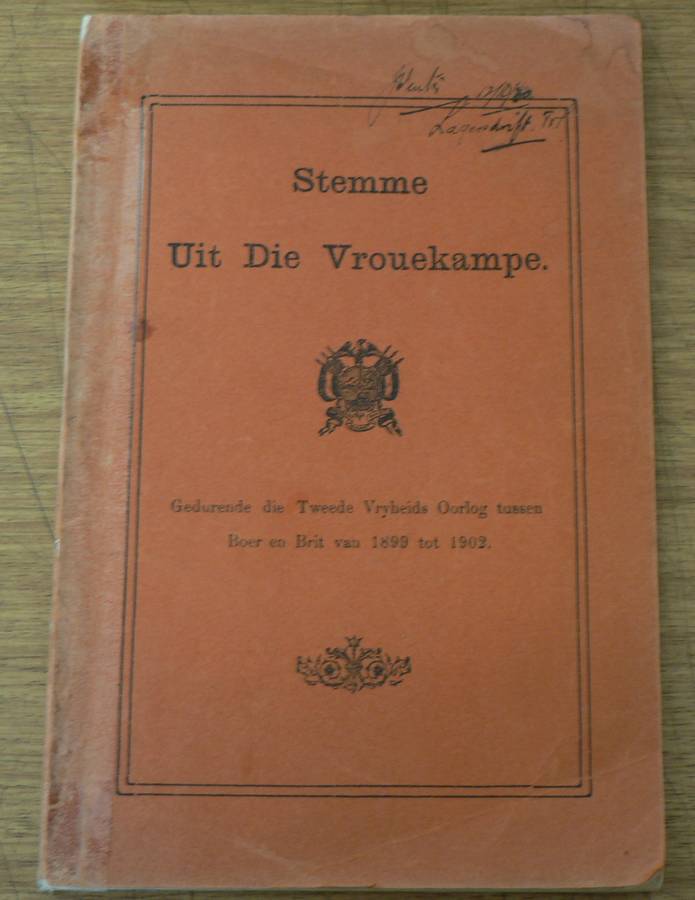 Stemme
Uit Die Vrouekampe.
Gedurende die Tweede Vryheids Oorlog tussen
Boer en Brit van 1899 tot 1902.